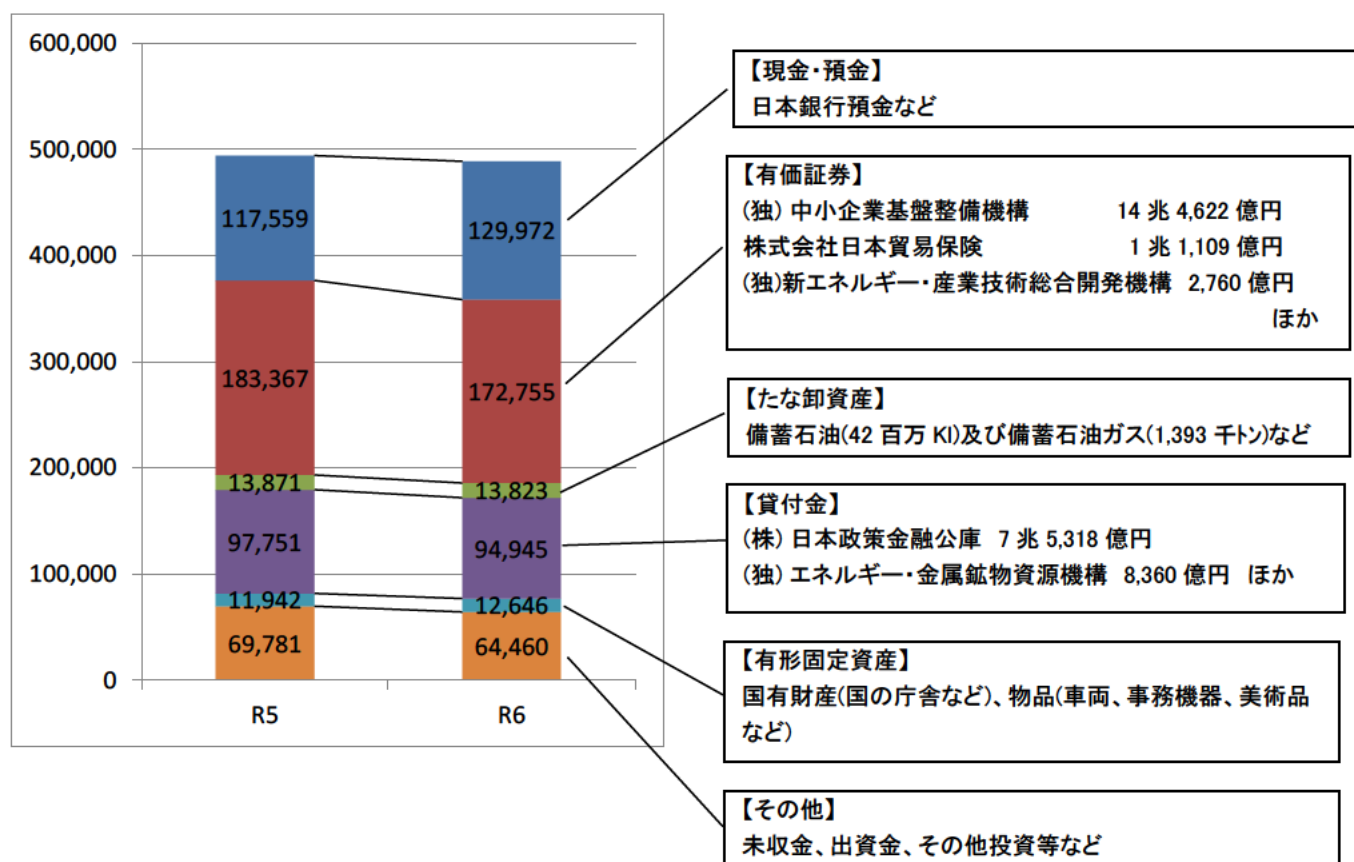 600,000
500,000
400,000
300,000
200,000
100,000
0
117,559
183,367
13,871
97,751
11,942
69,781
R5
129,972
172,755
13,823
94,945
12,646
64,460
R6
【現金・預金】
日本銀行預金など
【有価証券】
(独) 中小企業基盤整備機構 14 兆 4,622 億円
株式会社日本貿易保険 1 兆 1,109 億円
(独)新エネルギー・産業技術総合開発機構 2,760 億円
ほか
【たな卸資産】
備蓄石油(42 百万 Kl)及び備蓄石油ガス(1,393 千トン)など
【貸付金】
(株) 日本政策金融公庫 7 兆 5,318 億円
(独) エネルギー・金属鉱物資源機構 8,360 億円 ほか
【有形固定資産】
国有財産(国の庁舎など)、物品(車両、事務機器、美術品
など)
【その他】
未収金、出資金、その他投資等など